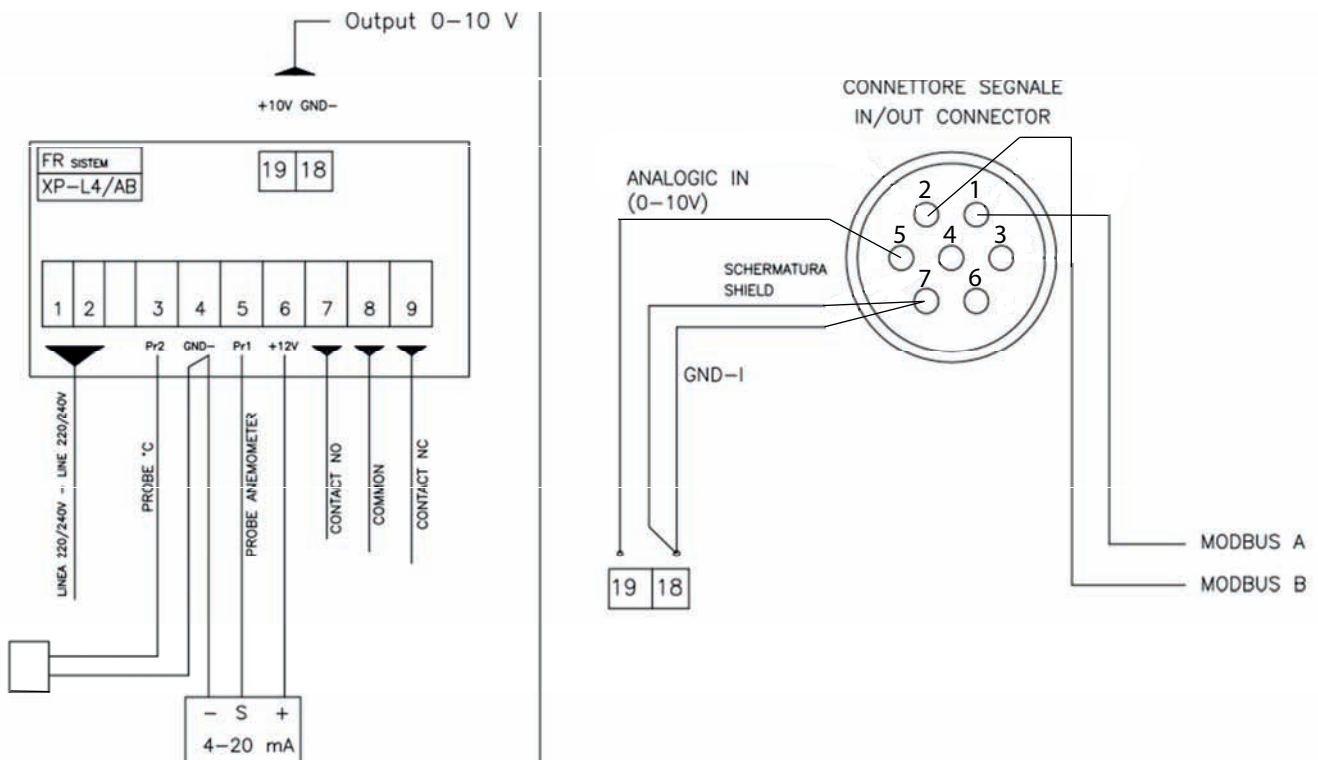 Output 0-10 V
+10V GND-
FR SISTEM
XP-L4/AB
19 18
1 2 3 4 5 6 7 8 9
Pr2 GND- Pr1 +12V
LINEA 220/240V - LINE 220/240V
PROBE °C
PROBE ANEMOMETER
CONTACT NO
COMMON
CONTACT NC
- S +
4-20 mA
CONNETTORE SEGNALE
IN/OUT CONNECTOR
ANALOGIC IN
(0-10V)
2 1
5 4 3
7 6
SCHERMATURA
SHIELD
GND-I
19 18
MODBUS A
MODBUS B